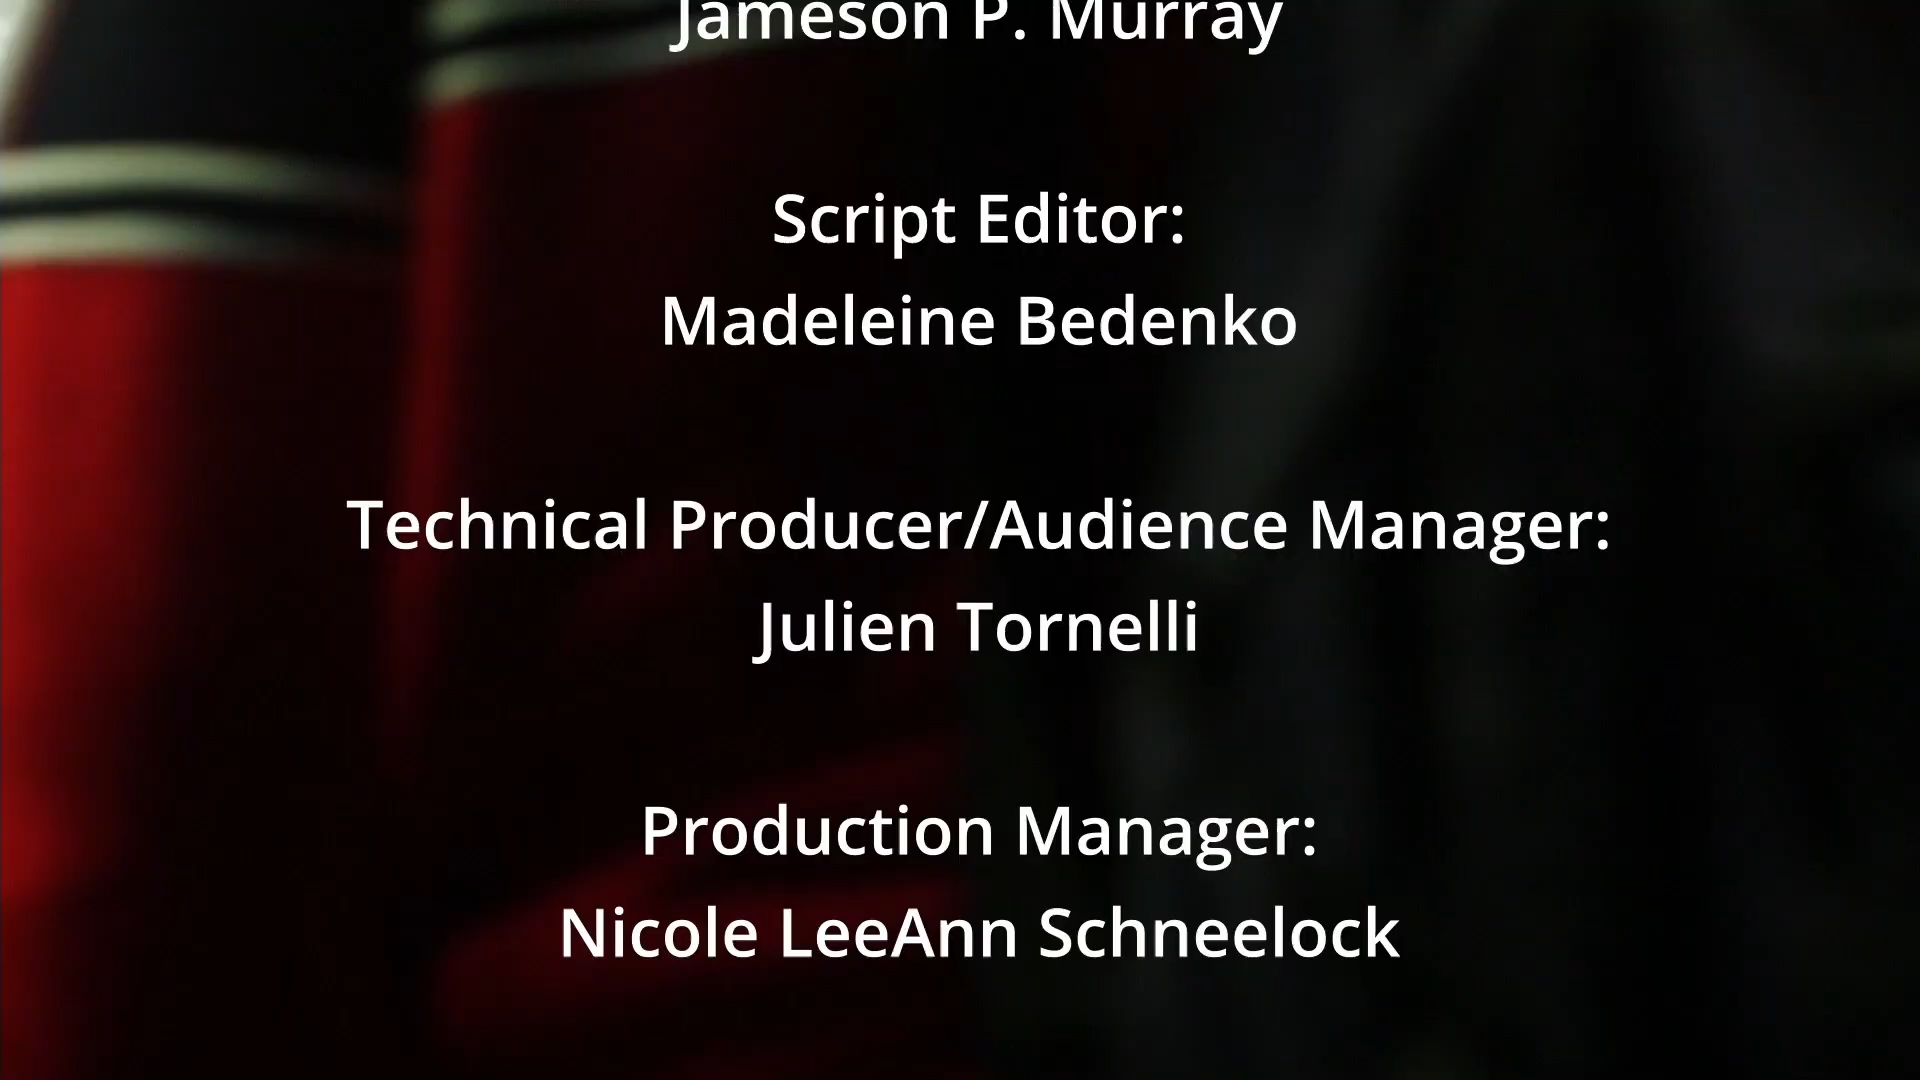 Jameson P. Murray
Script Editor:
Madeleine Bedenko
Technical Producer/Audience Manager:
Julien Tornelli
Production Manager:
Nicole LeeAnn Schneelock